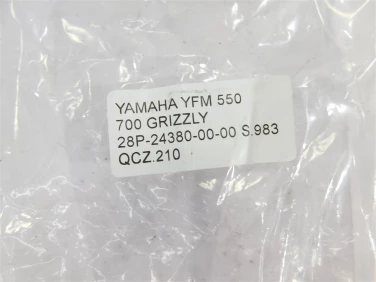 YAMAHA YFM 550
700 GRIZZLY
28P-24380-00-00 S.983
QCZ.210